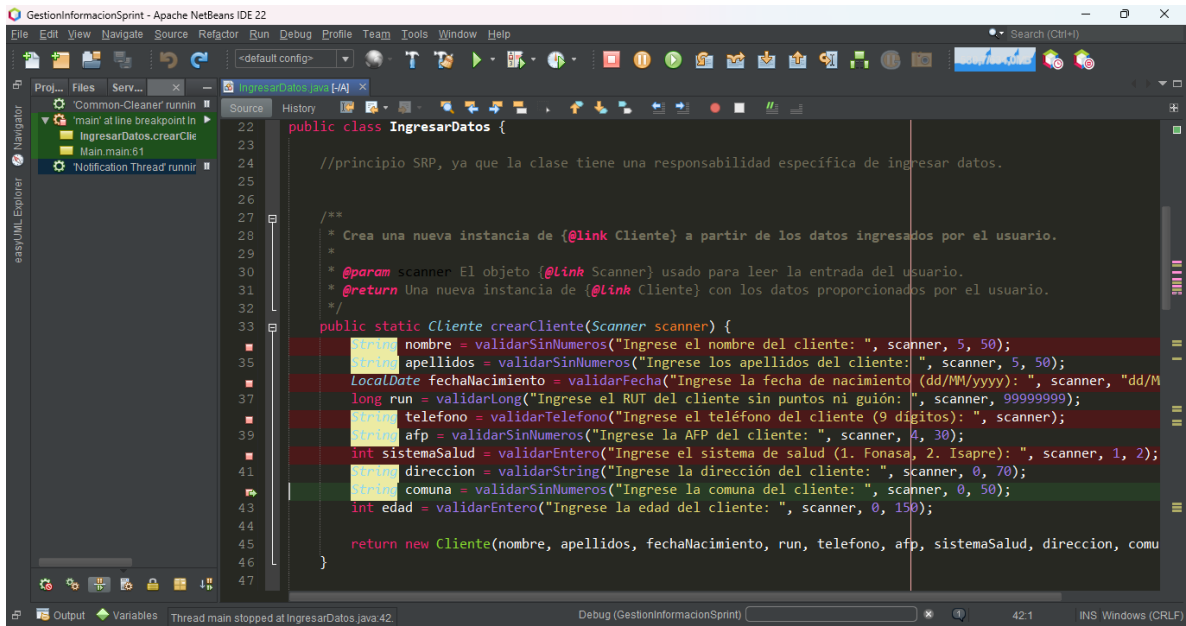 GestionInformacionSprint - Apache NetBeans IDE 22
File Edit View Navigate Source Refactor Run Debug Profile Team Tools Window Help
Search (Ctrl+I)
<default config>
Proj... Files Serv...
IngresarDatos.java [-/A]
Navigator
easyUML Explorer
'Common-Cleaner' runnin
'main' at line breakpoint In
IngresarDatos.crearClie
Main.main:61
'Notification Thread' runnir
Source History
22 public class IngresarDatos {
23
24 //principio SRP, ya que la clase tiene una responsabilidad específica de ingresar datos.
25
26
27 /**
28 * Crea una nueva instancia de {@link Cliente} a partir de los datos ingresados por el usuario.
29 *
30 * @param scanner El objeto {@link Scanner} usado para leer la entrada del usuario.
31 * @return Una nueva instancia de {@link Cliente} con los datos proporcionados por el usuario.
32 */
33 public static Cliente crearCliente(Scanner scanner) {
String nombre = validarSinNumeros("Ingrese el nombre del cliente: ", scanner, 5, 50);
35 String apellidos = validarSinNumeros("Ingrese los apellidos del cliente: ", scanner, 5, 50);
LocalDate fechaNacimiento = validarFecha("Ingrese la fecha de nacimiento (dd/MM/yyyy): ", scanner, "dd/M
37 long run = validarLong("Ingrese el RUT del cliente sin puntos ni guión: ", scanner, 99999999);
String telefono = validarTelefono("Ingrese el teléfono del cliente (9 dígitos): ", scanner);
39 String afp = validarSinNumeros("Ingrese la AFP del cliente: ", scanner, 4, 30);
int sistemaSalud = validarEntero("Ingrese el sistema de salud (1. Fonasa, 2. Isapre): ", scanner, 1, 2);
41 String direccion = validarString("Ingrese la dirección del cliente: ", scanner, 0, 70);
String comuna = validarSinNumeros("Ingrese la comuna del cliente: ", scanner, 0, 50);
43 int edad = validarEntero("Ingrese la edad del cliente: ", scanner, 0, 150);
44
45 return new Cliente(nombre, apellidos, fechaNacimiento, run, telefono, afp, sistemaSalud, direccion, comu
46 }
47
Output Variables Thread main stopped at IngresarDatos.java:42. Debug (GestionInformacionSprint) 1 42:1 INS Windows (CRLF)